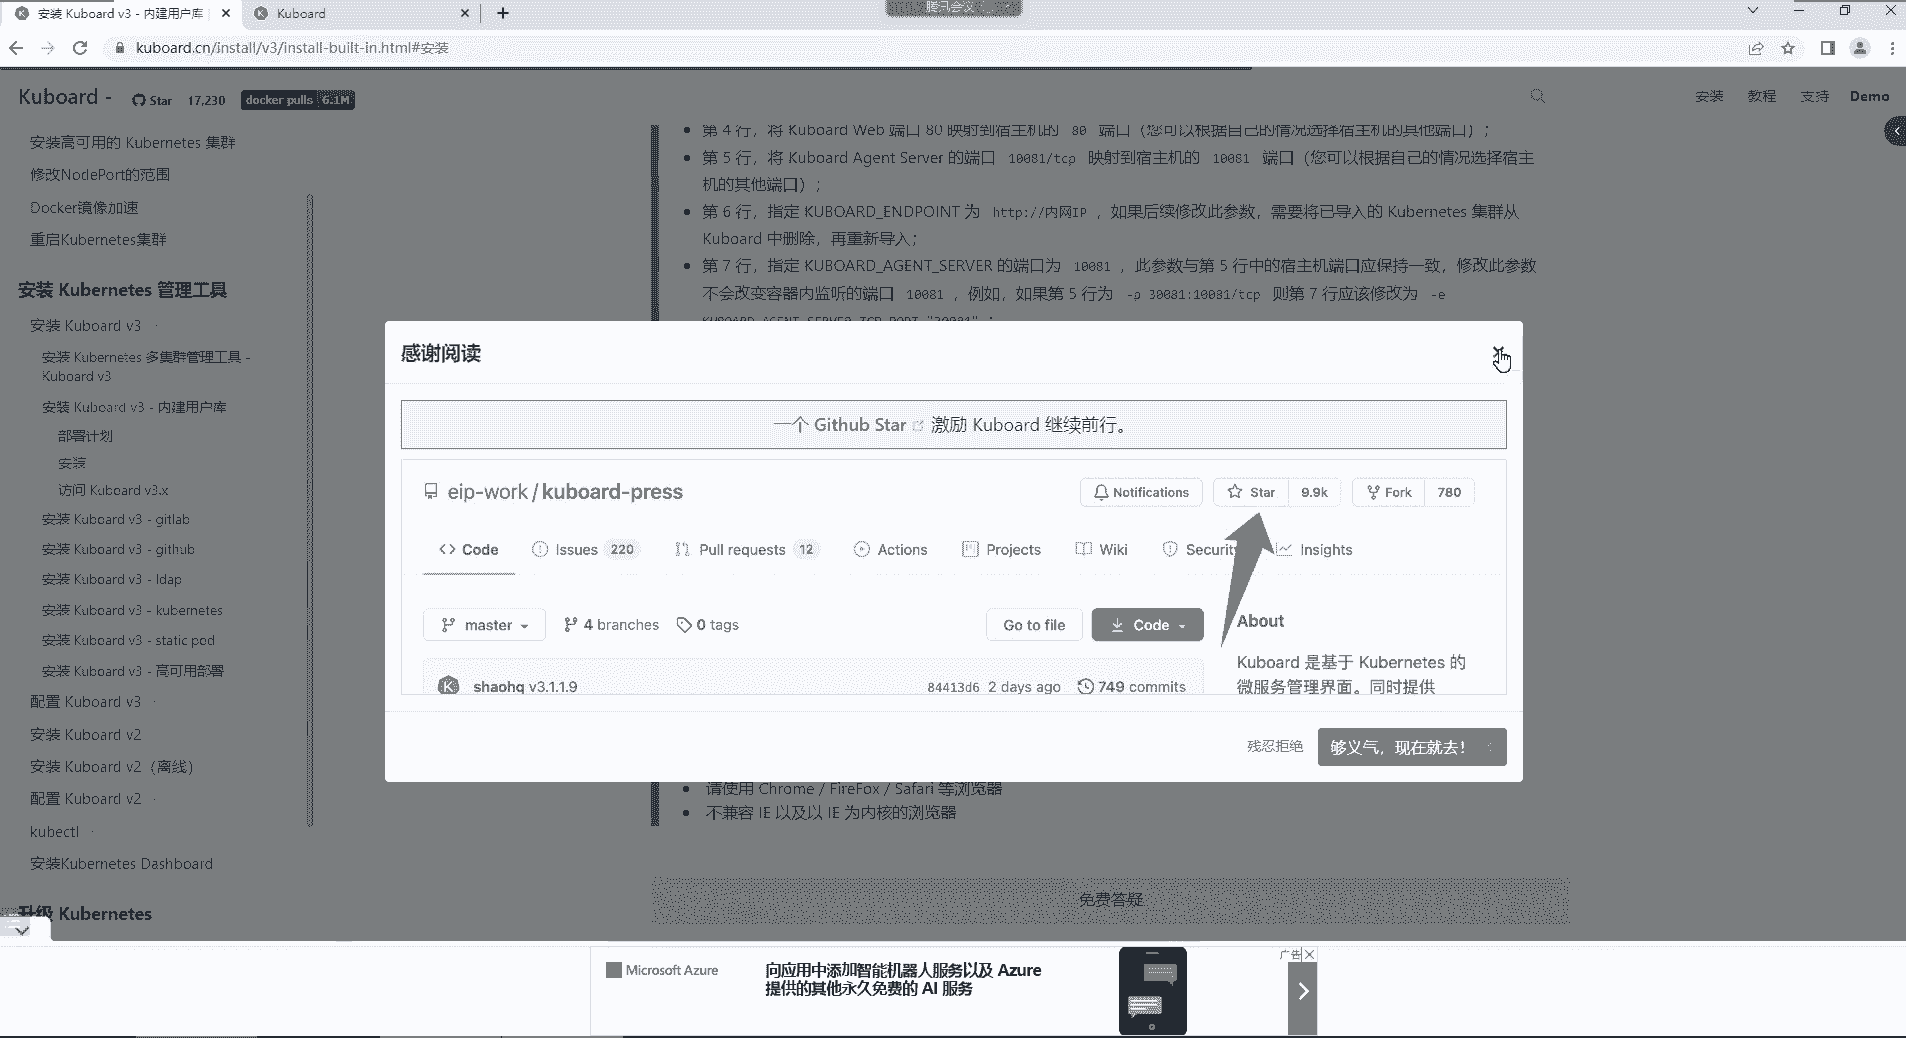 安装 Kuboard v3 - 内建用户库
Kuboard
腾讯会议
kuboard.cn/install/v3/install-built-in.html#安装
Kuboard -
Star 17,230
docker pulls 6.1M
安装 教程 支持 Demo
安装高可用的 Kubernetes 集群
修改NodePort的范围
Docker镜像加速
重启Kubernetes集群
安装 Kubernetes 管理工具
安装 Kuboard v3
安装 Kubernetes 多集群管理工具 -
Kuboard v3
安装 Kuboard v3 - 内建用户库
部署计划
安装
访问 Kuboard v3.x
安装 Kuboard v3 - gitlab
安装 Kuboard v3 - github
安装 Kuboard v3 - ldap
安装 Kuboard v3 - kubernetes
安装 Kuboard v3 - static pod
安装 Kuboard v3 - 高可用部署
配置 Kuboard v3
安装 Kuboard v2
安装 Kuboard v2（离线）
配置 Kuboard v2
kubectl
安装Kubernetes Dashboard
升级 Kubernetes
第 4 行，将 Kuboard Web 端口 80 映射到宿主机的 80 端口（您可以根据自己的情况选择宿主机的其他端口）；
第 5 行，将 Kuboard Agent Server 的端口 10081/tcp 映射到宿主机的 10081 端口（您可以根据自己的情况选择宿主
机的其他端口）；
第 6 行，指定 KUBOARD_ENDPOINT 为 http://内网IP ，如果后续修改此参数，需要将已导入的 Kubernetes 集群从
Kuboard 中删除，再重新导入；
第 7 行，指定 KUBOARD_AGENT_SERVER 的端口为 10081 ，此参数与第 5 行中的宿主机端口应保持一致，修改此参数
不会改变容器内监听的端口 10081 ，例如，如果第 5 行为 -p 30081:10081/tcp 则第 7 行应该修改为 -e
KUBOARD_AGENT_SERVER_TCP_PORT="30081" ；
感谢阅读
一个 Github Star 激励 Kuboard 继续前行。
eip-work / kuboard-press
Notifications
Star 9.9k
Fork 780
Code
Issues 220
Pull requests 12
Actions
Projects
Wiki
Security
Insights
master
4 branches
0 tags
Go to file
Code
About
Kuboard 是基于 Kubernetes 的
微服务管理界面。同时提供
shaohq v3.1.1.9
84413d6 2 days ago
749 commits
残忍拒绝
够义气，现在就去！
请使用 Chrome / FireFox / Safari 等浏览器
不兼容 IE 以及以 IE 为内核的浏览器
免费答疑
Microsoft Azure
向应用中添加智能机器人服务以及 Azure
提供的其他永久免费的 AI 服务
广告